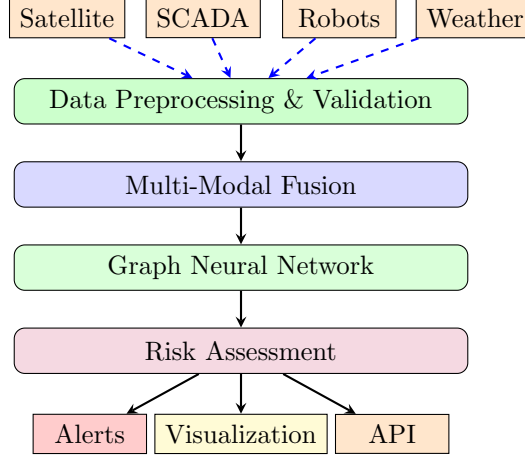 Satellite
SCADA
Robots
Weather
Data Preprocessing & Validation
Multi-Modal Fusion
Graph Neural Network
Risk Assessment
Alerts
Visualization
API